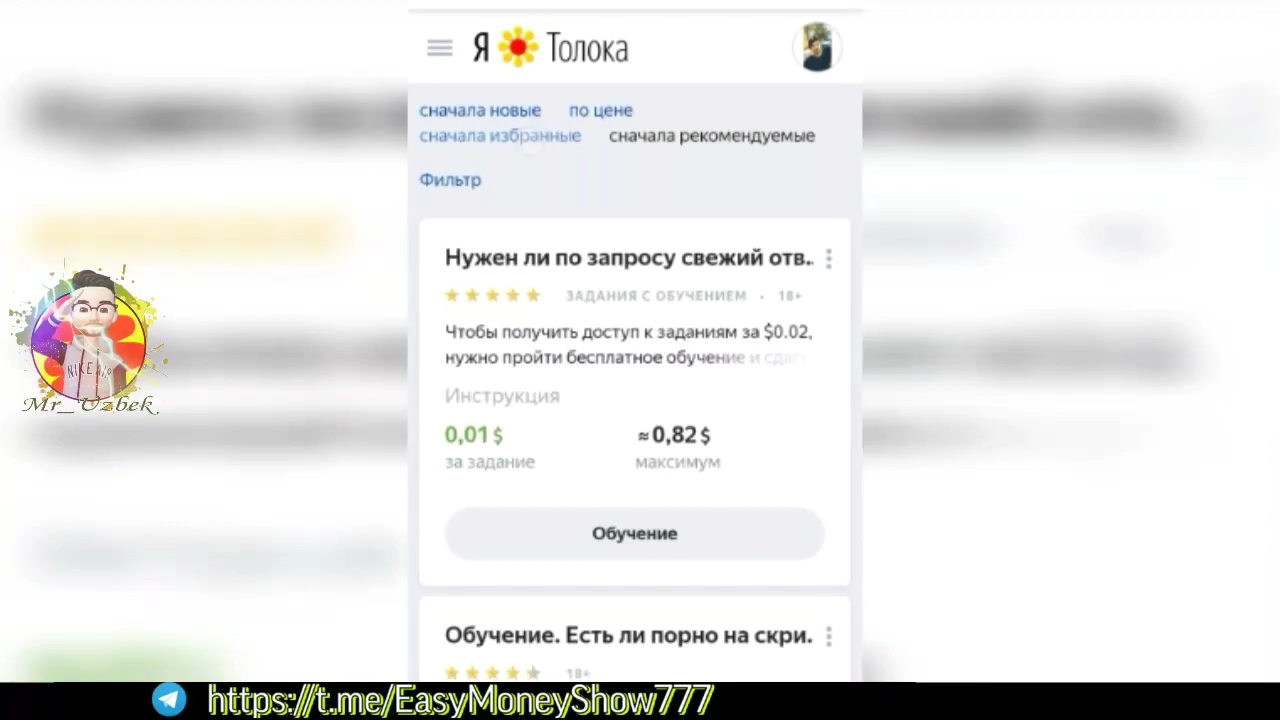 Я Толока
сначала новые по цене
сначала избранные сначала рекомендуемые
Фильтр
Нужен ли по запросу свежий отв..
ЗАДАНИЯ С ОБУЧЕНИЕМ · 18+
Чтобы получить доступ к заданиям за $0.02,
нужно пройти бесплатное обучение и сдать
Инструкция
0,01 $ ≈ 0,82 $
за задание максимум
Обучение
Обучение. Есть ли порно на скри.
18+
NIKE
Mr_Uzbek
https://t.me/EasyMoneyShow777